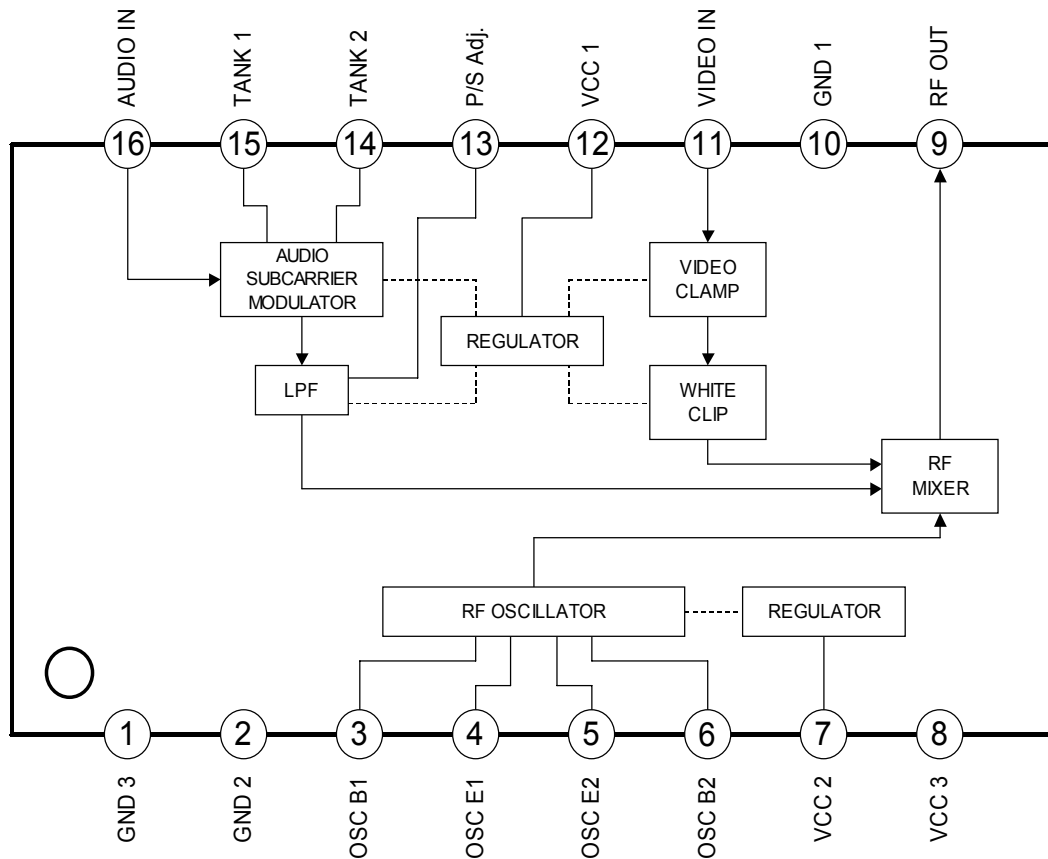 AUDIO IN
TANK 1
TANK 2
P/S Adj.
VCC 1
VIDEO IN
GND 1
RF OUT
16
15
14
13
12
11
10
9
AUDIO
SUBCARRIER
MODULATOR
VIDEO
CLAMP
REGULATOR
LPF
WHITE
CLIP
RF
MIXER
RF OSCILLATOR
REGULATOR
1
2
3
4
5
6
7
8
GND 3
GND 2
OSC B1
OSC E1
OSC E2
OSC B2
VCC 2
VCC 3